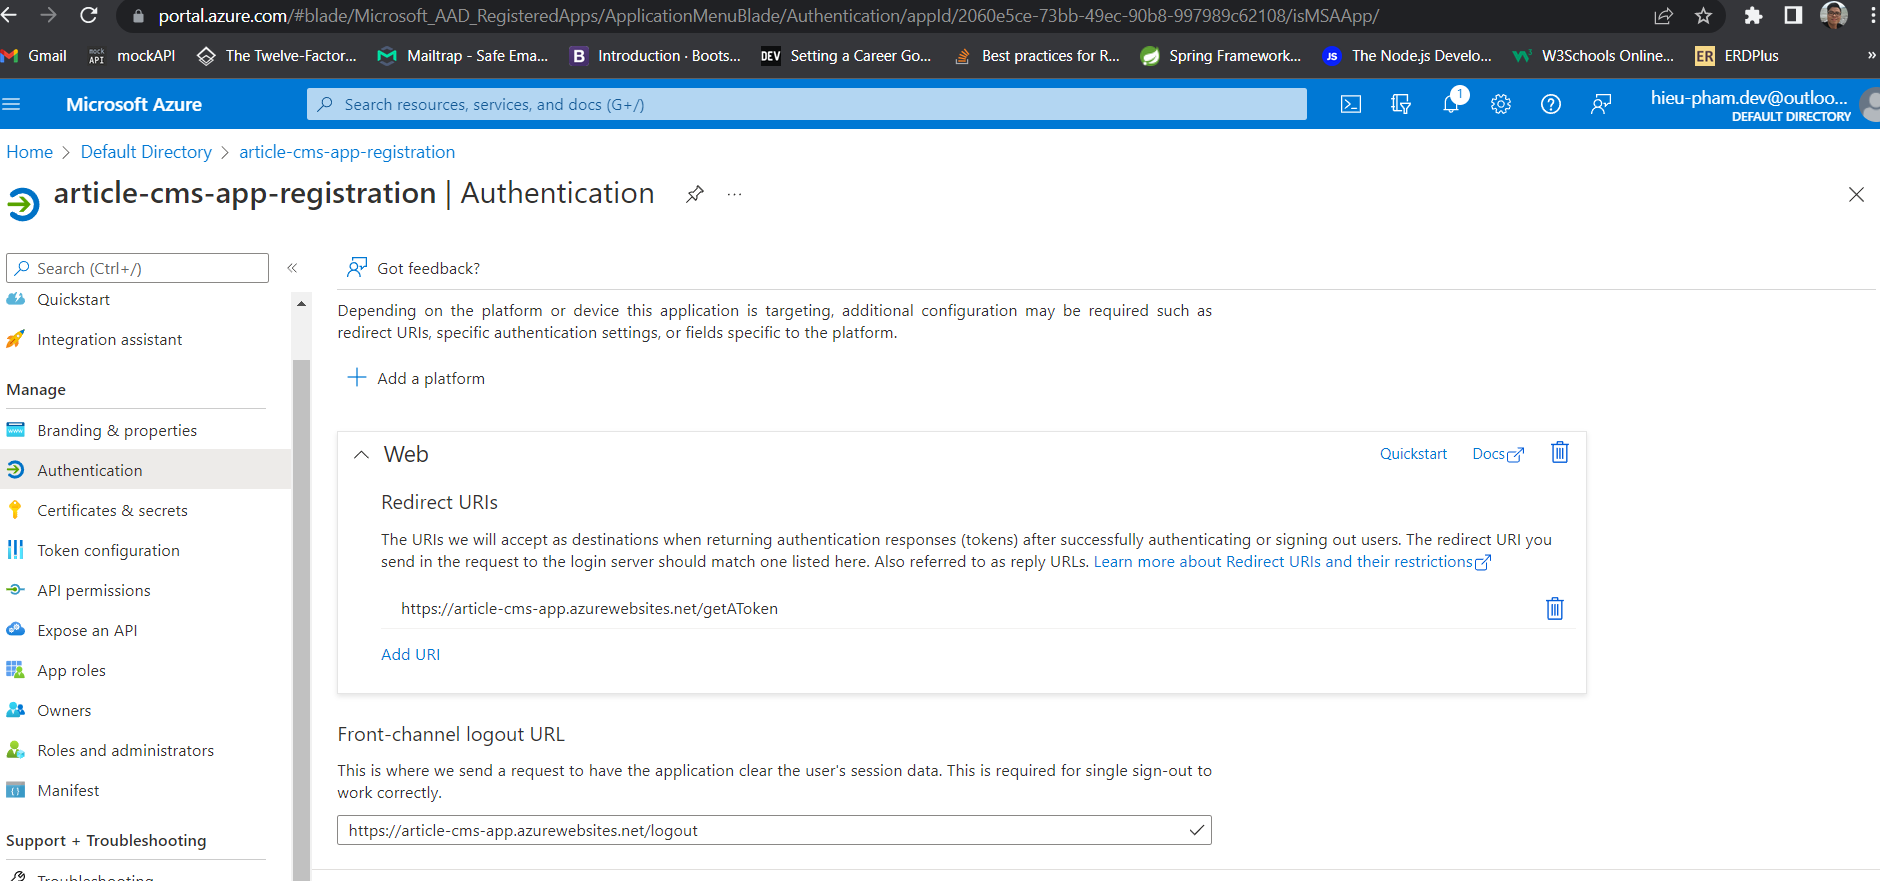 portal.azure.com/#blade/Microsoft_AAD_RegisteredApps/ApplicationMenuBlade/Authentication/appId/2060e5ce-73bb-49ec-90b8-997989c62108/isMSAApp/
Gmail mock API mockAPI The Twelve-Factor... Mailtrap - Safe Ema... B Introduction · Boots... DEV Setting a Career Go... Best practices for R... Spring Framework... JS The Node.js Develo... W3Schools Online... ER ERDPlus »
Microsoft Azure Search resources, services, and docs (G+/) 1 hieu-pham.dev@outloo...
DEFAULT DIRECTORY
Home > Default Directory > article-cms-app-registration
article-cms-app-registration | Authentication ...
Search (Ctrl+/) «
Got feedback?
Quickstart
Integration assistant
Manage
Branding & properties
Authentication
Certificates & secrets
Token configuration
API permissions
Expose an API
App roles
Owners
Roles and administrators
Manifest
Support + Troubleshooting
Troubleshooting
Depending on the platform or device this application is targeting, additional configuration may be required such as
redirect URIs, specific authentication settings, or fields specific to the platform.
Add a platform
Web Quickstart Docs
Redirect URIs
The URIs we will accept as destinations when returning authentication responses (tokens) after successfully authenticating or signing out users. The redirect URI you
send in the request to the login server should match one listed here. Also referred to as reply URLs. Learn more about Redirect URIs and their restrictions
https://article-cms-app.azurewebsites.net/getAToken
Add URI
Front-channel logout URL
This is where we send a request to have the application clear the user's session data. This is required for single sign-out to
work correctly.
https://article-cms-app.azurewebsites.net/logout